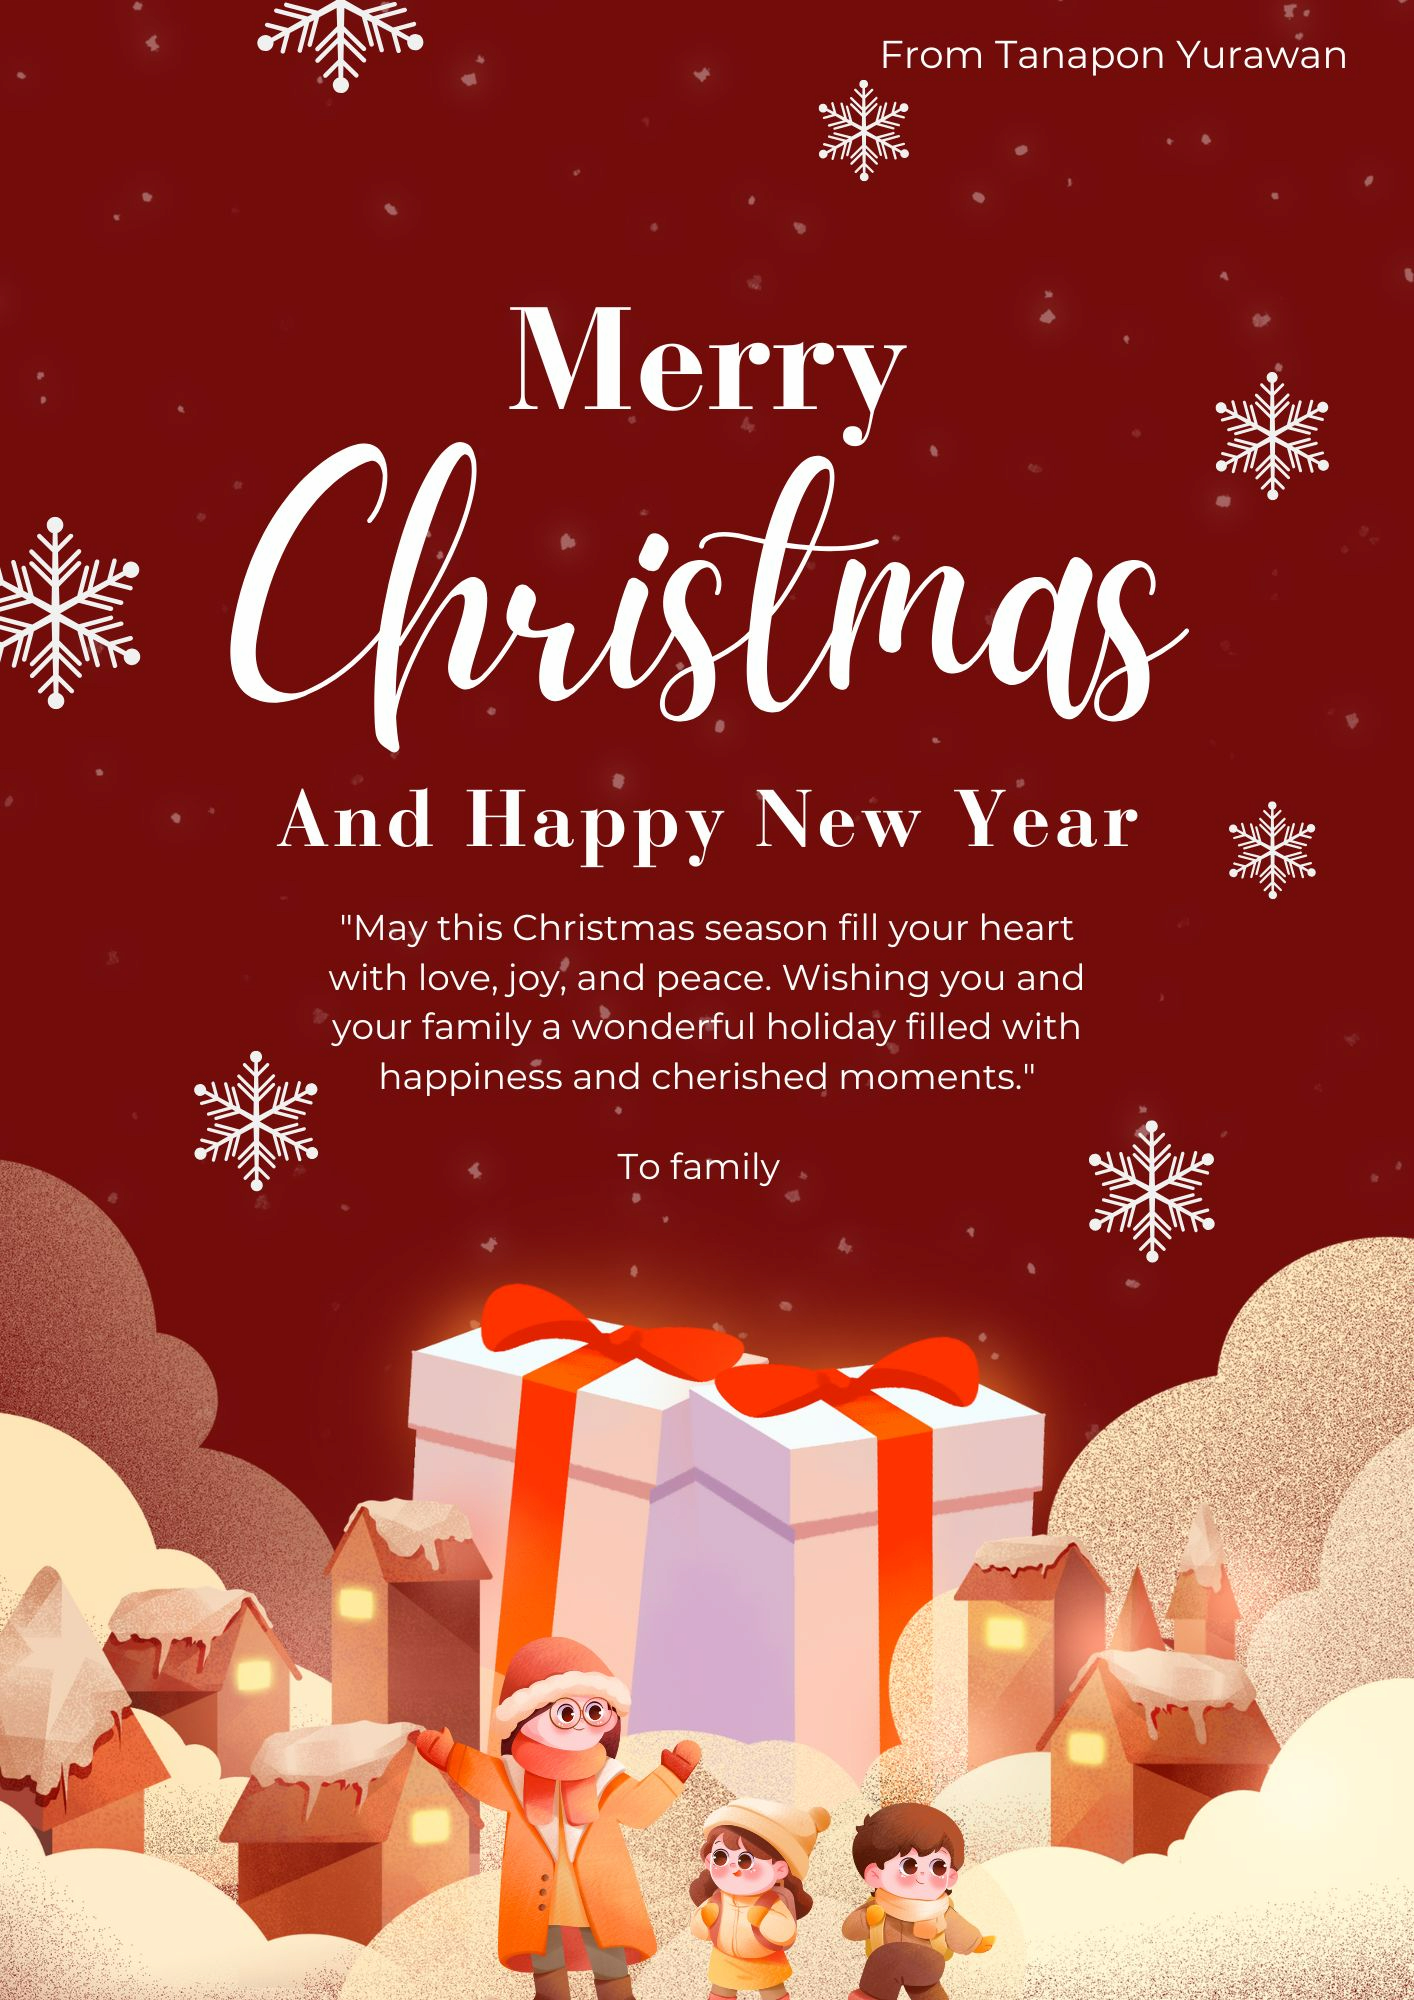 From Tanapon Yurawan
Merry
Christmas
And Happy New Year
"May this Christmas season fill your heart
with love, joy, and peace. Wishing you and
your family a wonderful holiday filled with
happiness and cherished moments."
To family